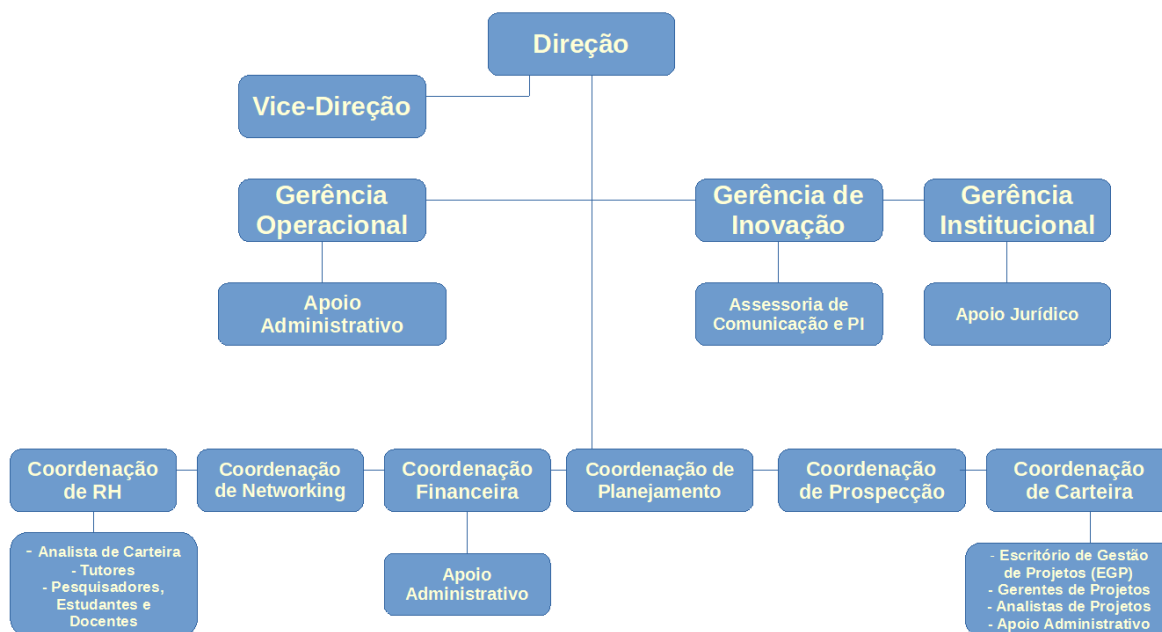 Direção
Vice-Direção
Gerência
Operacional
Gerência de
Inovação
Gerência
Institucional
Apoio
Administrativo
Assessoria de
Comunicação e PI
Apoio Jurídico
Coordenação
de RH
Coordenação
de Networking
Coordenação
Financeira
Coordenação de
Planejamento
Coordenação
de Prospecção
Coordenação
de Carteira
- Analista de Carteira
- Tutores
- Pesquisadores,
Estudantes e
Docentes
Apoio
Administrativo
- Escritório de Gestão
de Projetos (EGP)
- Gerentes de Projetos
- Analistas de Projetos
- Apoio Administrativo